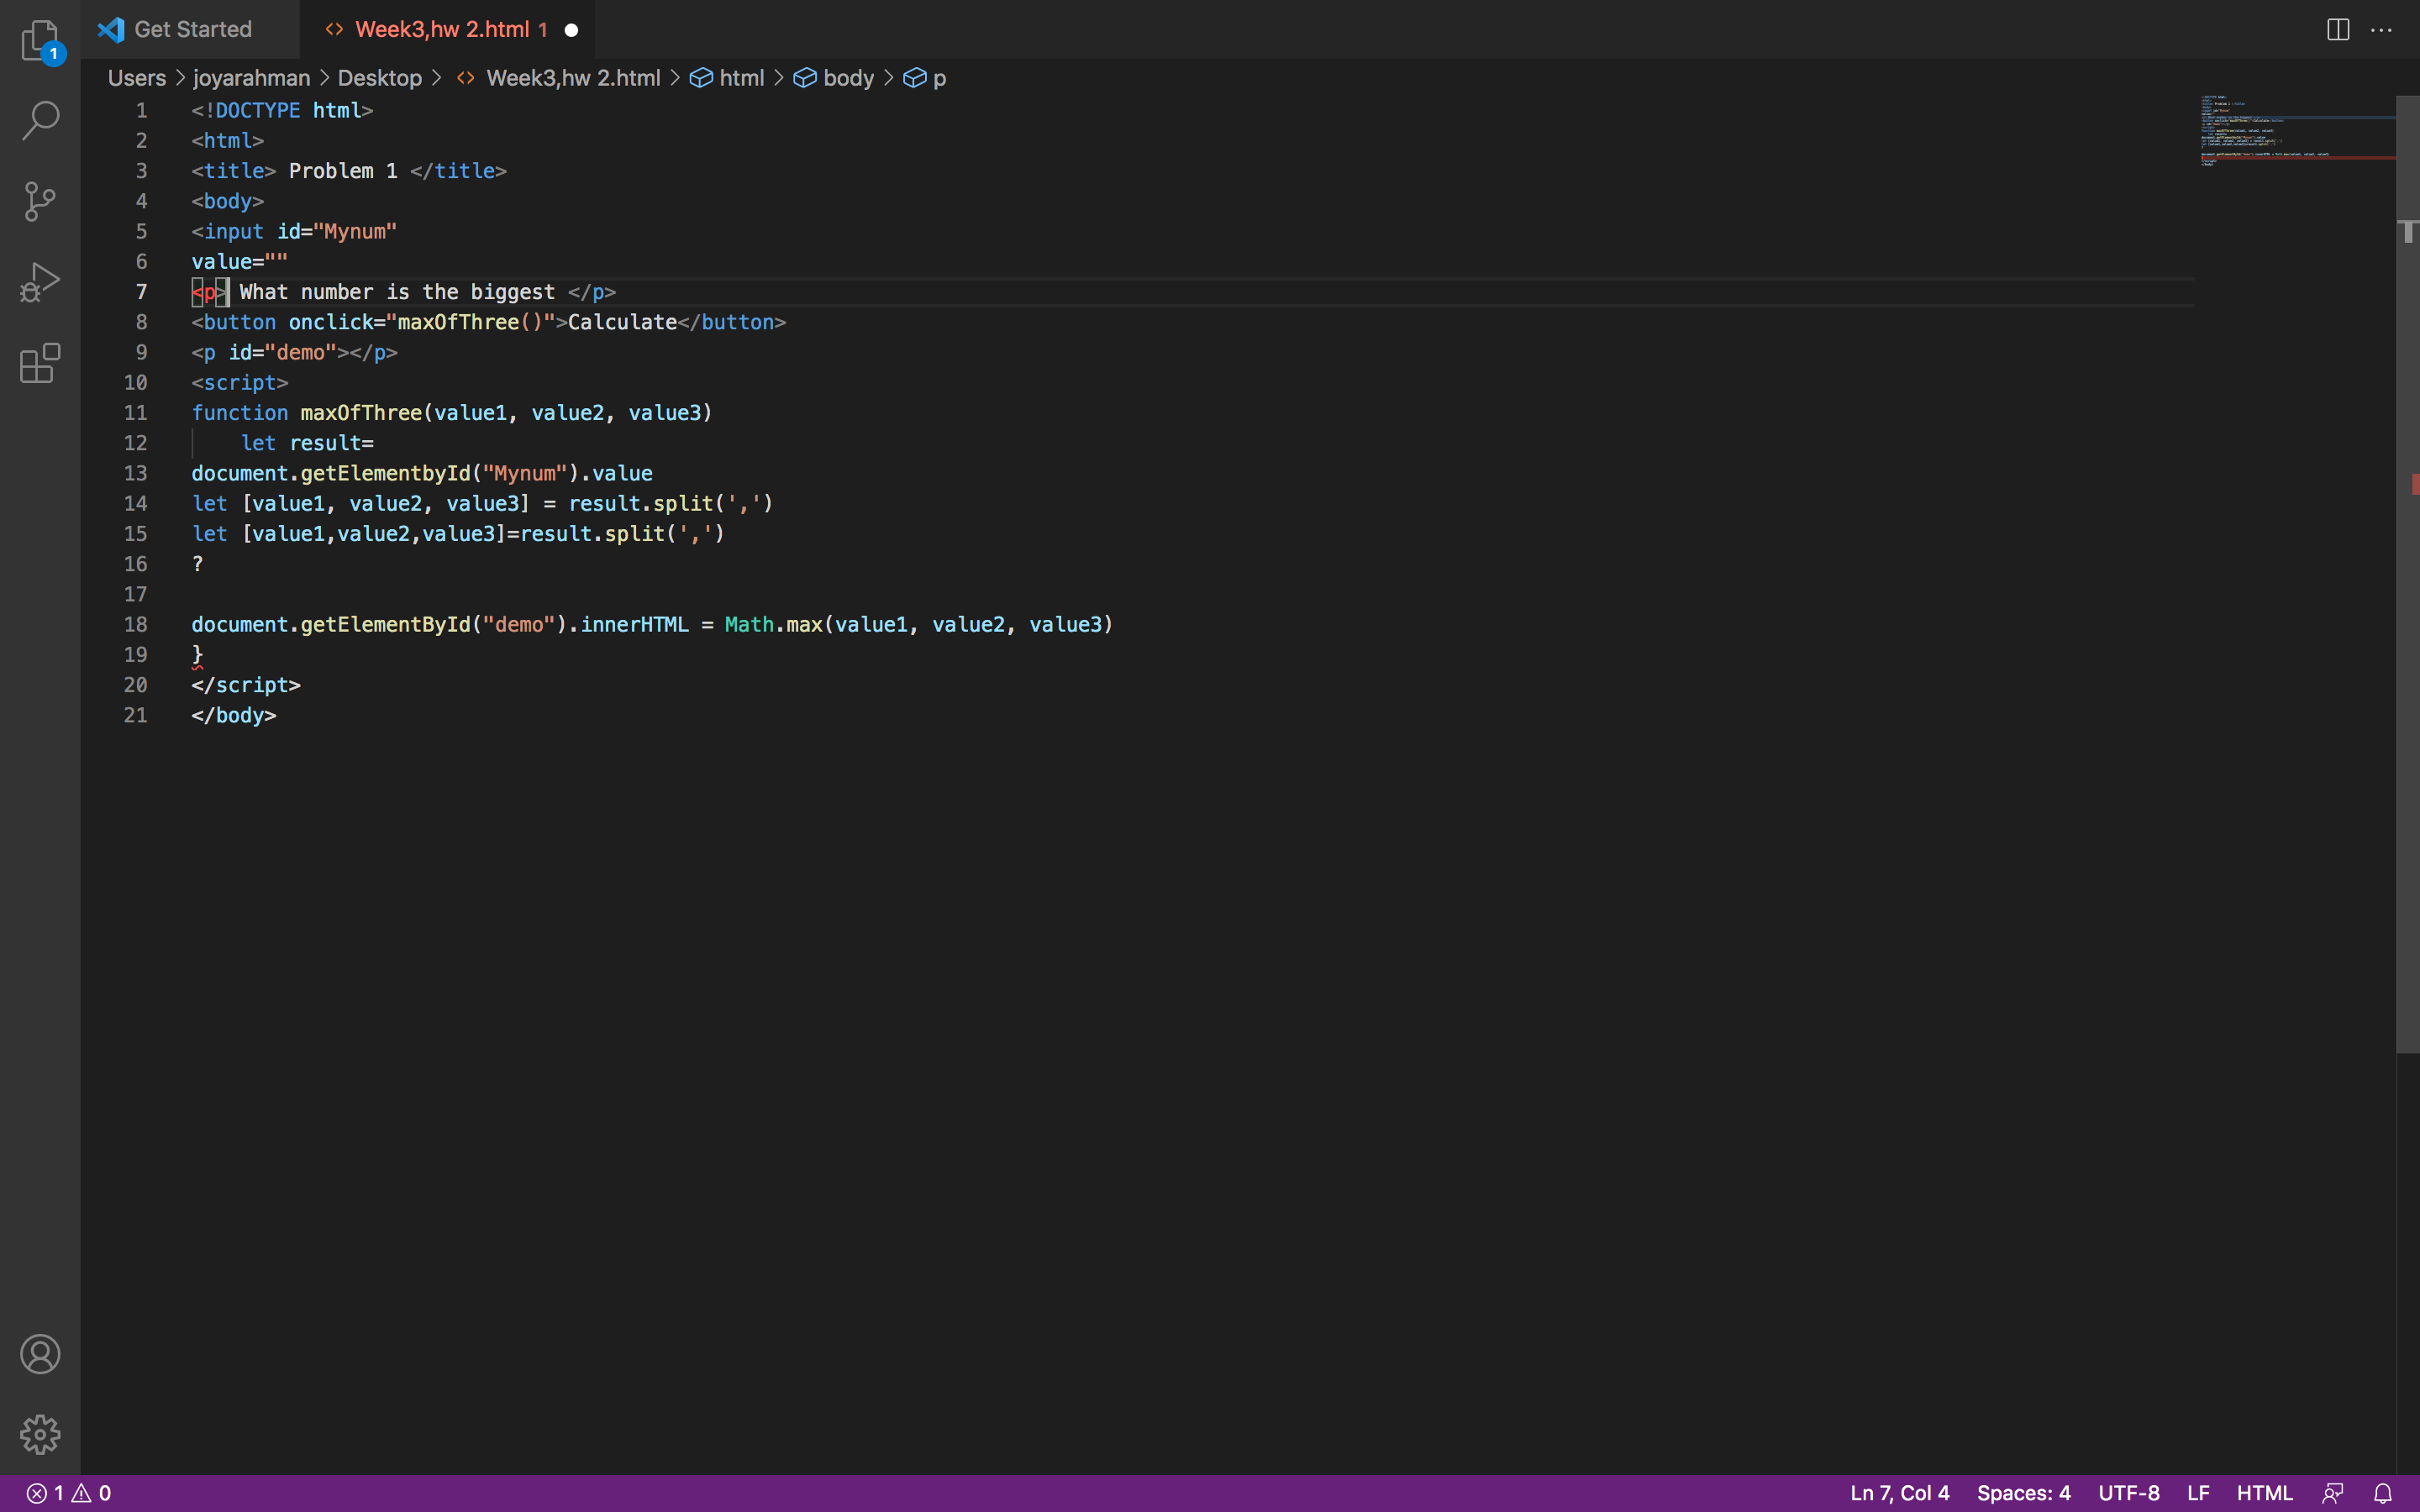 1
Get Started
Week3,hw 2.html 1
Users > joyarahman > Desktop > Week3,hw 2.html > html > body > p
1 <!DOCTYPE html>
2 <html>
3 <title> Problem 1 </title>
4 <body>
5 <input id="Mynum"
6 value=""
7 <p> What number is the biggest </p>
8 <button onclick="maxOfThree()">Calculate</button>
9 <p id="demo"></p>
10 <script>
11 function maxOfThree(value1, value2, value3)
12     let result=
13 document.getElementbyId("Mynum").value
14 let [value1, value2, value3] = result.split(',')
15 let [value1,value2,value3]=result.split(',')
16 ?
17
18 document.getElementById("demo").innerHTML = Math.max(value1, value2, value3)
19 }
20 </script>
21 </body>
1 0 Ln 7, Col 4 Spaces: 4 UTF-8 LF HTML